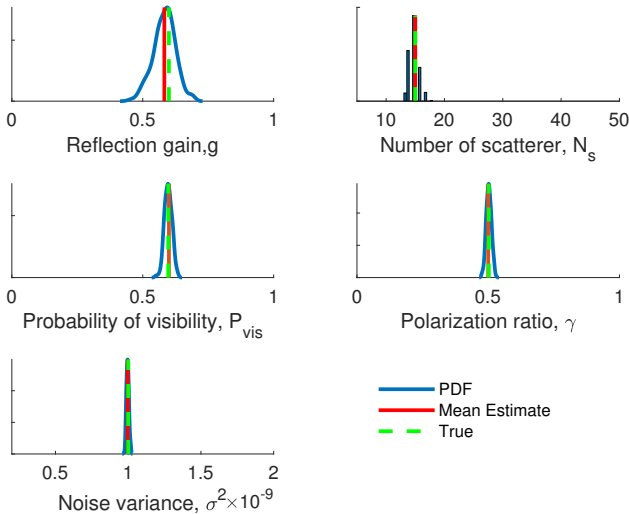 0 0.5 1
Reflection gain,g
10 20 30 40 50
Number of scatterer, N_s
0 0.5 1
Probability of visibility, P_vis
0 0.5 1
Polarization ratio, γ
0.5 1 1.5 2
Noise variance, σ²×10⁻⁹
PDF
Mean Estimate
True